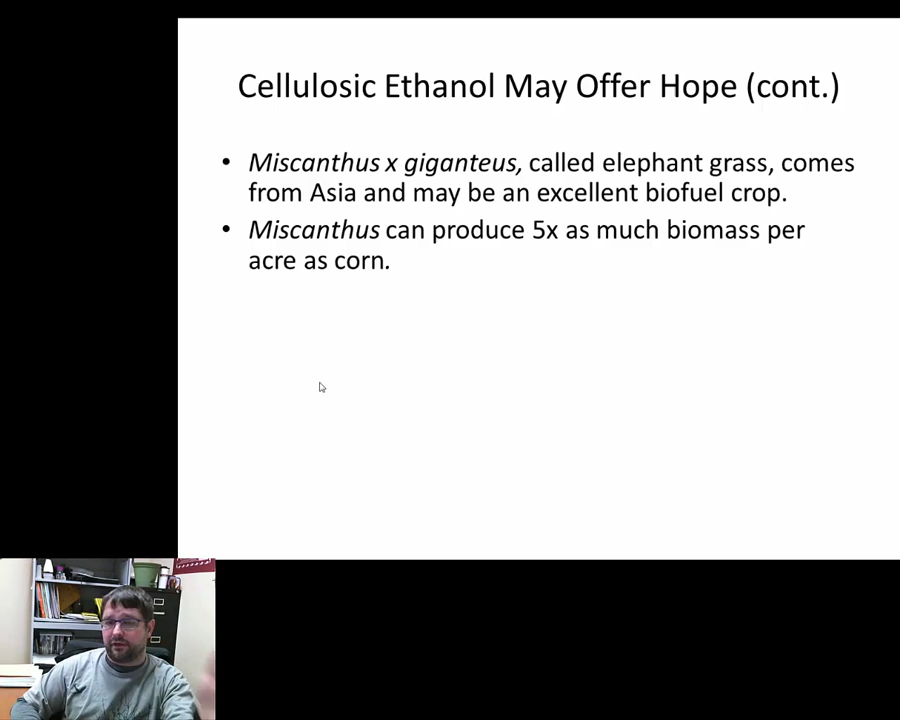 Cellulosic Ethanol May Offer Hope (cont.)
• Miscanthus x giganteus, called elephant grass, comes
from Asia and may be an excellent biofuel crop.
• Miscanthus can produce 5x as much biomass per
acre as corn.